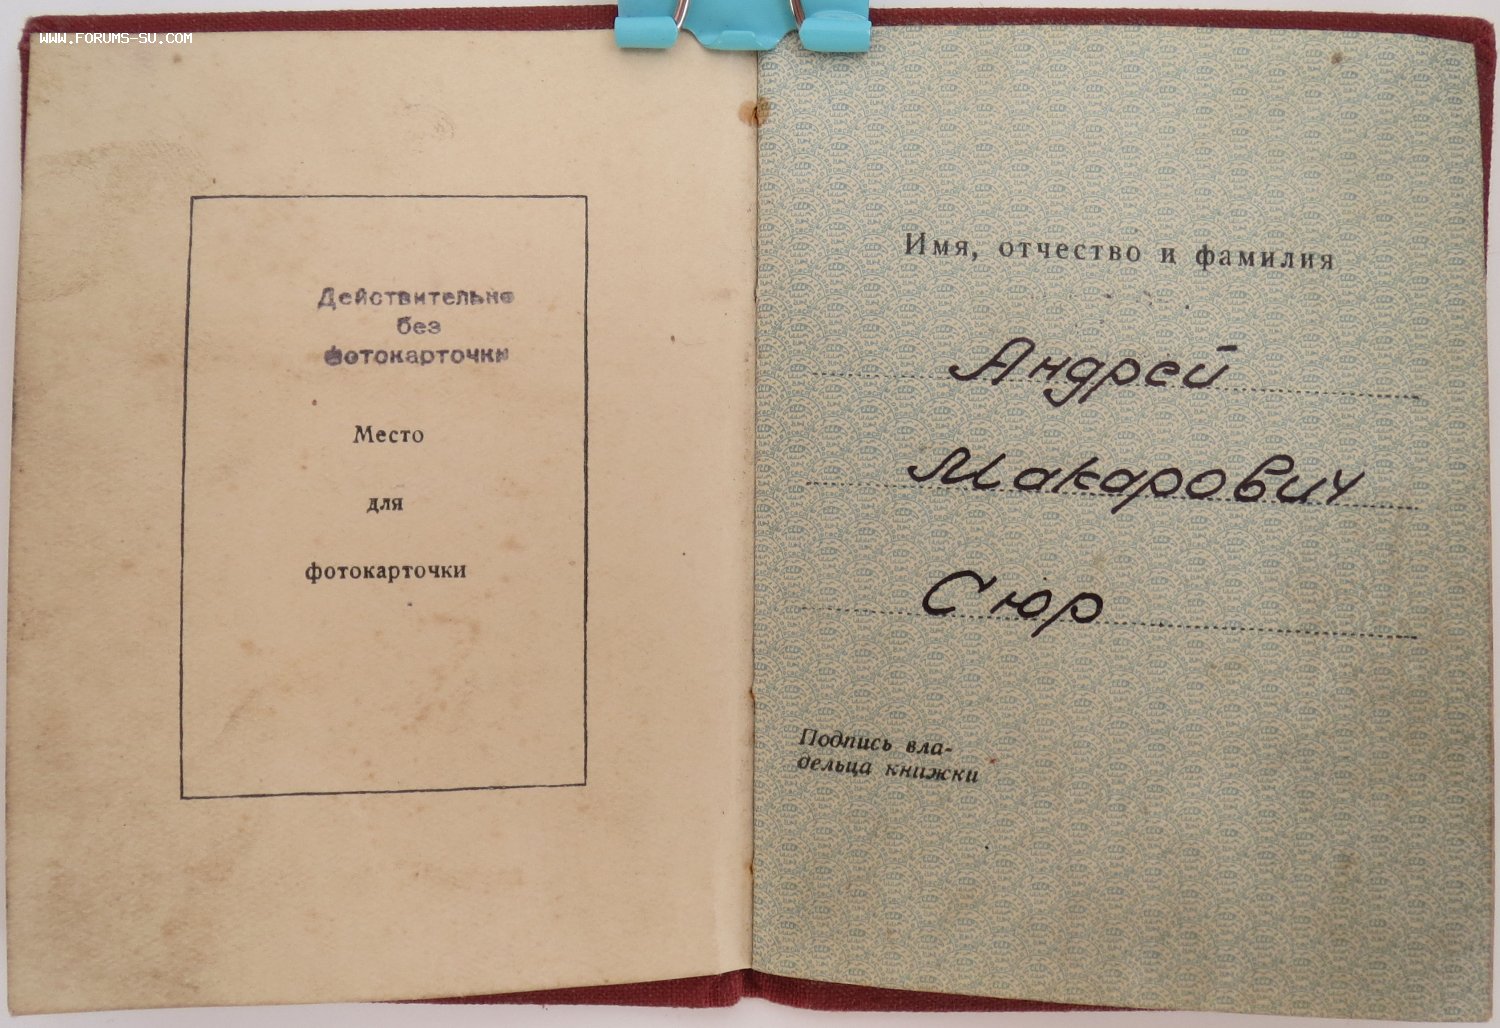 WWW.FORUMS-SU.COM
Действительно
без
фотокарточки
Место
для
фотокарточки
Имя, отчество и фамилия
Андрей
Макарович
Сюр
Подпись вла-
дельца книжки